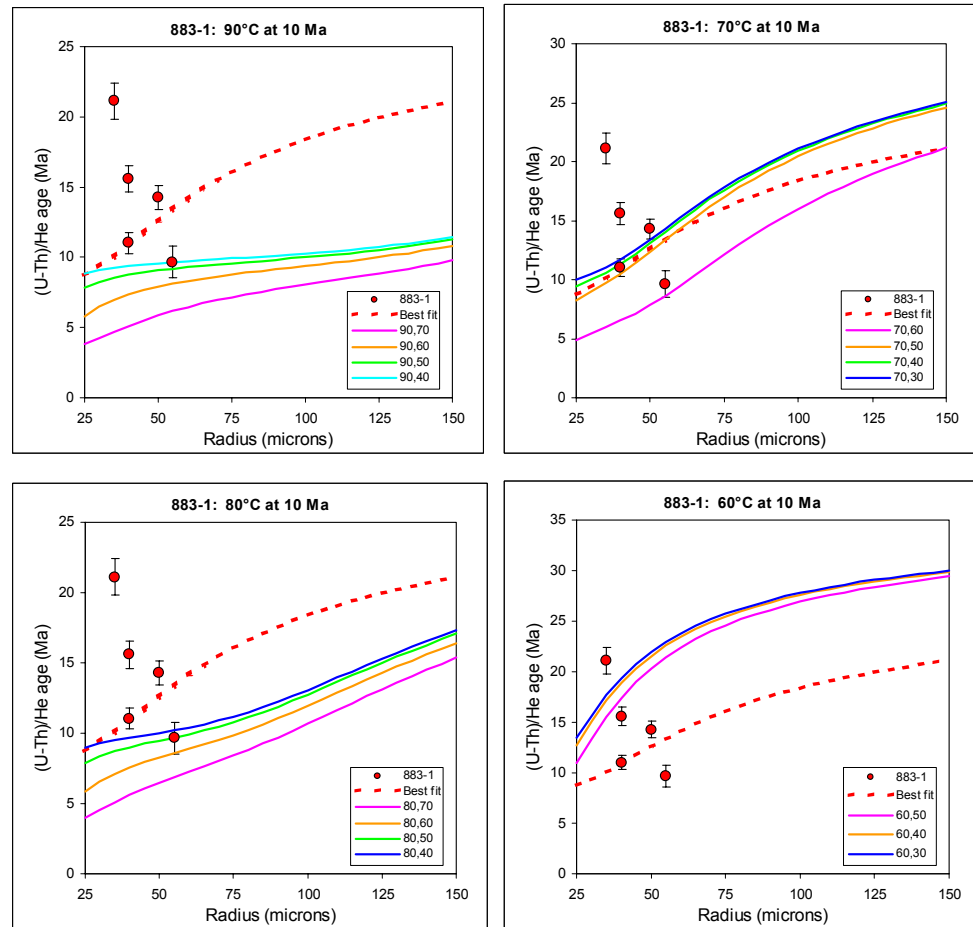 883-1: 90°C at 10 Ma
25
20
15
10
5
0
25 50 75 100 125 150
(U-Th)/He age (Ma)
Radius (microns)
883-1
Best fit
90,70
90,60
90,50
90,40
883-1: 70°C at 10 Ma
30
25
20
15
10
5
0
25 50 75 100 125 150
(U-Th)/He age (Ma)
Radius (microns)
883-1
Best fit
70,60
70,50
70,40
70,30
883-1: 80°C at 10 Ma
25
20
15
10
5
0
25 50 75 100 125 150
(U-Th)/He age (Ma)
Radius (microns)
883-1
Best fit
80,70
80,60
80,50
80,40
883-1: 60°C at 10 Ma
35
30
25
20
15
10
5
0
25 50 75 100 125 150
(U-Th)/He age (Ma)
Radius (microns)
883-1
Best fit
60,50
60,40
60,30